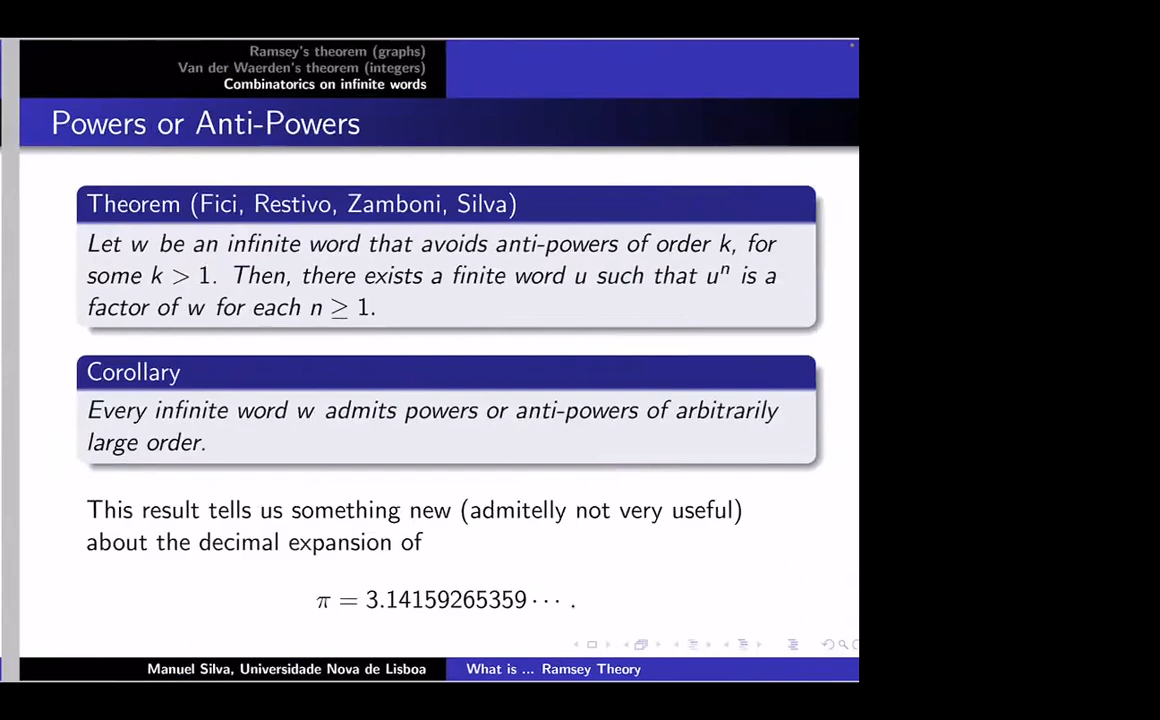 Ramsey's theorem (graphs)
Van der Waerden's theorem (integers)
Combinatorics on infinite words
Powers or Anti-Powers
Theorem (Fici, Restivo, Zamboni, Silva)
Let w be an infinite word that avoids anti-powers of order k, for
some k > 1. Then, there exists a finite word u such that uⁿ is a
factor of w for each n ≥ 1.
Corollary
Every infinite word w admits powers or anti-powers of arbitrarily
large order.
This result tells us something new (admitelly not very useful)
about the decimal expansion of
π = 3.14159265359 ⋯ .
Manuel Silva, Universidade Nova de Lisboa
What is ... Ramsey Theory